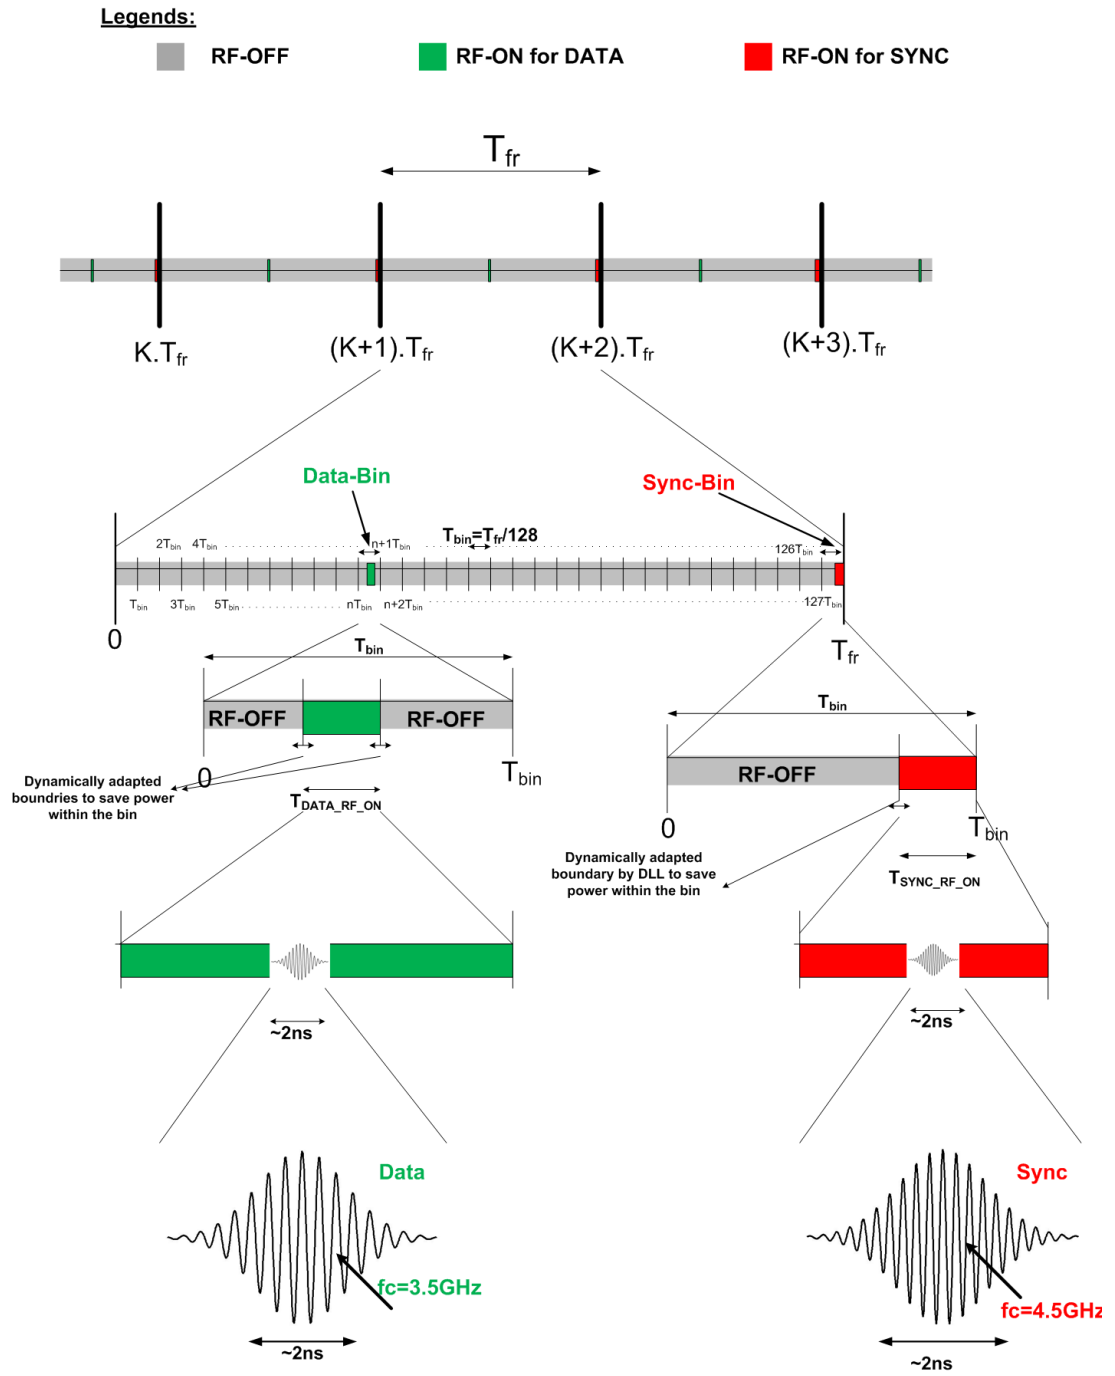 Legends:
RF-OFF
RF-ON for DATA
RF-ON for SYNC
Tfr
K.Tfr
(K+1).Tfr
(K+2).Tfr
(K+3).Tfr
Data-Bin
Sync-Bin
2Tbin
4Tbin
n+1Tbin
Tbin=Tfr/128
126Tbin
Tbin
3Tbin
5Tbin
nTbin
n+2Tbin
127Tbin
0
Tfr
Tbin
RF-OFF
RF-OFF
0
Tbin
Dynamically adapted
boundries to save power
within the bin
TDATA_RF_ON
Tbin
RF-OFF
0
Tbin
Dynamically adapted
boundary by DLL to save
power within the bin
TSYNC_RF_ON
~2ns
~2ns
Data
fc=3.5GHz
~2ns
Sync
fc=4.5GHz
~2ns